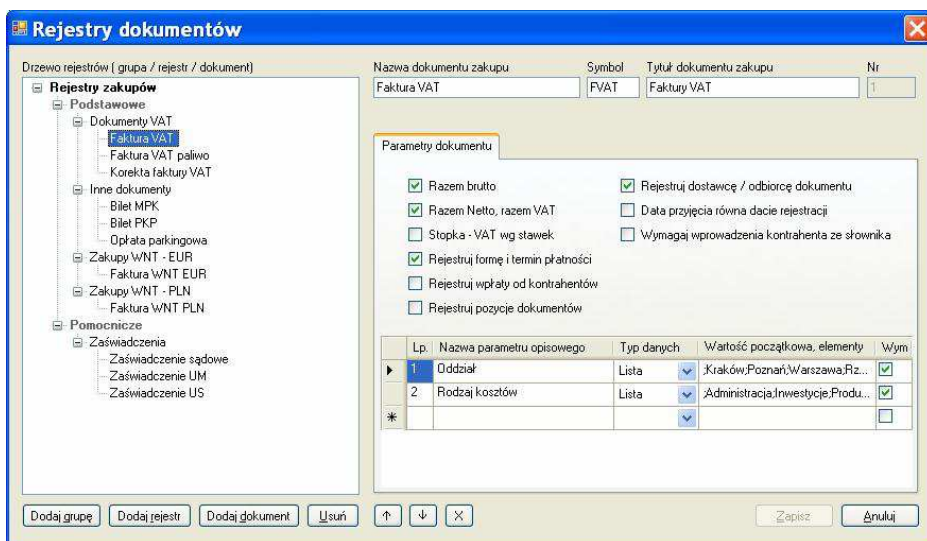 Rejestry dokumentów
Drzewo rejestrów ( grupa / rejestr / dokument)
Rejestry zakupów
Podstawowe
Dokumenty VAT
Faktura VAT
Faktura VAT paliwo
Korekta faktury VAT
Inne dokumenty
Bilet MPK
Bilet PKP
Opłata parkingowa
Zakupy WNT - EUR
Faktura WNT EUR
Zakupy WNT - PLN
Faktura WNT PLN
Pomocnicze
Zaświadczenia
Zaświadczenie sądowe
Zaświadczenie UM
Zaświadczenie US
Dodaj grupę Dodaj rejestr Dodaj dokument Usuń
Nazwa dokumentu zakupu Symbol Tytuł dokumentu zakupu Nr
Faktura VAT FVAT Faktury VAT 1
Parametry dokumentu
Razem brutto Rejestruj dostawcę / odbiorcę dokumentu
Razem Netto, razem VAT Data przyjęcia równa dacie rejestracji
Stopka - VAT wg stawek Wymagaj wprowadzenia kontrahenta ze słownika
Rejestruj formę i termin płatności
Rejestruj wpłaty od kontrahentów
Rejestruj pozycje dokumentów
Lp. Nazwa parametru opisowego Typ danych Wartość początkowa, elementy Wym
1 Oddział Lista ;Kraków;Poznań;Warszawa;Rz...
2 Rodzaj kosztów Lista ;Administracja;Inwestycje;Produ...
Zapisz Anuluj